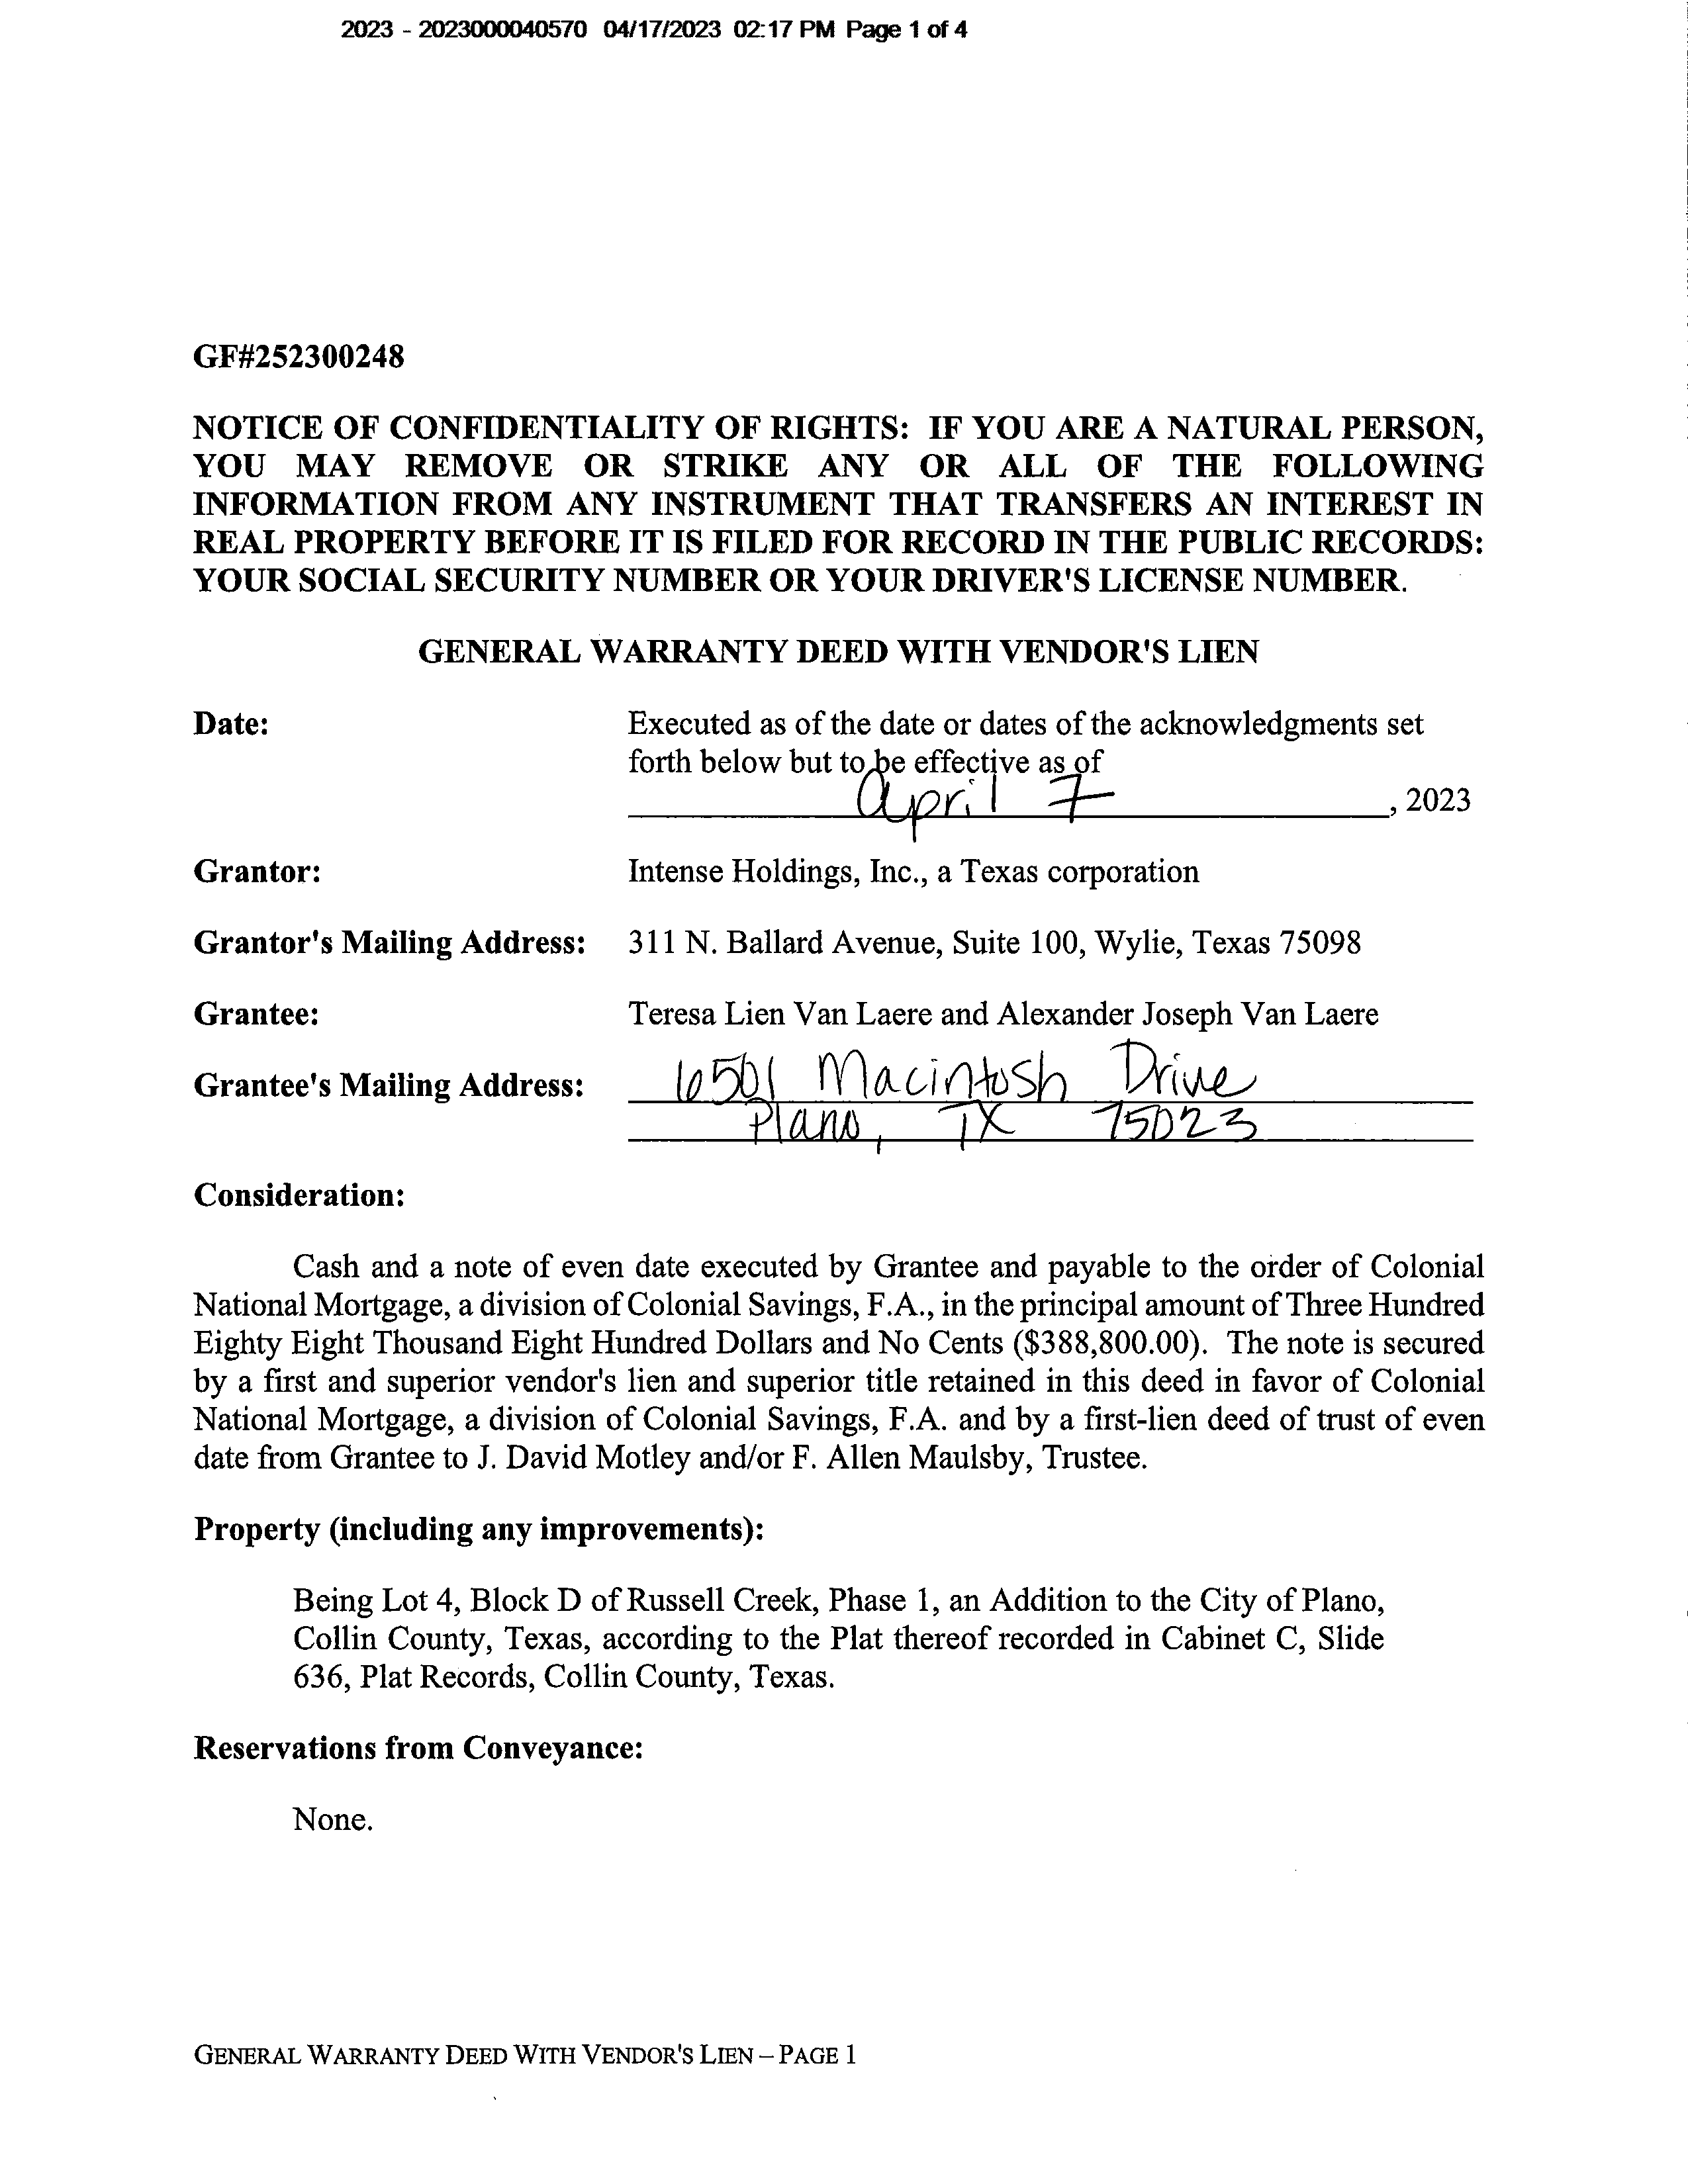 2023 - 2023000040570 04/17/2023 02:17 PM Page 1 of 4
GF#252300248
NOTICE OF CONFIDENTIALITY OF RIGHTS: IF YOU ARE A NATURAL PERSON,
YOU MAY REMOVE OR STRIKE ANY OR ALL OF THE FOLLOWING
INFORMATION FROM ANY INSTRUMENT THAT TRANSFERS AN INTEREST IN
REAL PROPERTY BEFORE IT IS FILED FOR RECORD IN THE PUBLIC RECORDS:
YOUR SOCIAL SECURITY NUMBER OR YOUR DRIVER'S LICENSE NUMBER.
GENERAL WARRANTY DEED WITH VENDOR'S LIEN
Date: Executed as of the date or dates of the acknowledgments set
forth below but to be effective as of
April 7, 2023
Grantor: Intense Holdings, Inc., a Texas corporation
Grantor's Mailing Address: 311 N. Ballard Avenue, Suite 100, Wylie, Texas 75098
Grantee: Teresa Lien Van Laere and Alexander Joseph Van Laere
Grantee's Mailing Address: 6501 Macintosh Drive
Plano, TX 75023
Consideration:
Cash and a note of even date executed by Grantee and payable to the order of Colonial
National Mortgage, a division of Colonial Savings, F.A., in the principal amount of Three Hundred
Eighty Eight Thousand Eight Hundred Dollars and No Cents ($388,800.00). The note is secured
by a first and superior vendor's lien and superior title retained in this deed in favor of Colonial
National Mortgage, a division of Colonial Savings, F.A. and by a first-lien deed of trust of even
date from Grantee to J. David Motley and/or F. Allen Maulsby, Trustee.
Property (including any improvements):
Being Lot 4, Block D of Russell Creek, Phase 1, an Addition to the City of Plano,
Collin County, Texas, according to the Plat thereof recorded in Cabinet C, Slide
636, Plat Records, Collin County, Texas.
Reservations from Conveyance:
None.
GENERAL WARRANTY DEED WITH VENDOR'S LIEN – PAGE 1